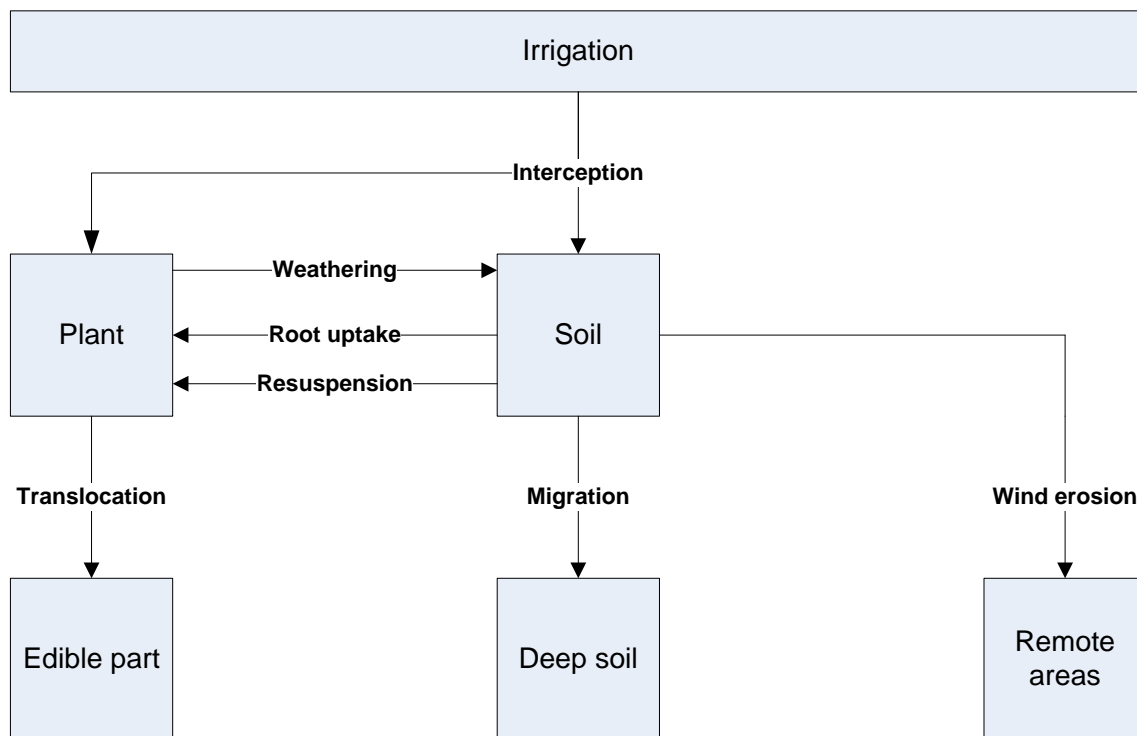 Irrigation
Interception
Weathering
Plant
Root uptake
Soil
Resuspension
Translocation
Migration
Wind erosion
Edible part
Deep soil
Remote
areas